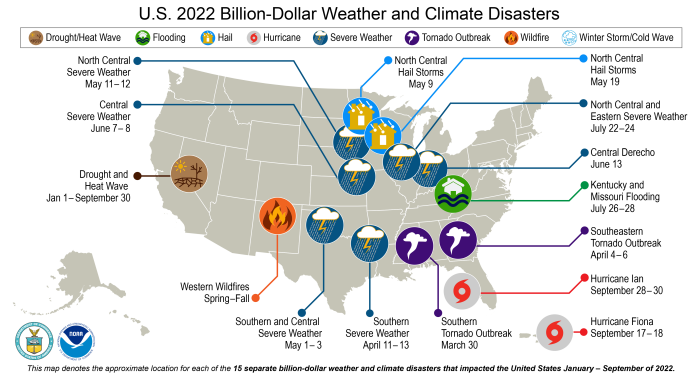 U.S. 2022 Billion-Dollar Weather and Climate Disasters
Drought/Heat Wave
Flooding
Hail
Hurricane
Severe Weather
Tornado Outbreak
Wildfire
Winter Storm/Cold Wave
North Central
Severe Weather
May 11–12
North Central
Hail Storms
May 9
North Central
Hail Storms
May 19
Central
Severe Weather
June 7–8
North Central and
Eastern Severe Weather
July 22–24
Central Derecho
June 13
Drought and
Heat Wave
Jan 1–September 30
Kentucky and
Missouri Flooding
July 26–28
Southeastern
Tornado Outbreak
April 4–6
Western Wildfires
Spring–Fall
Hurricane Ian
September 28–30
Southern and Central
Severe Weather
May 1–3
Southern
Severe Weather
April 11–13
Southern
Tornado Outbreak
March 30
Hurricane Fiona
September 17–18
NOAA
This map denotes the approximate location for each of the 15 separate billion-dollar weather and climate disasters that impacted the United States January – September of 2022.